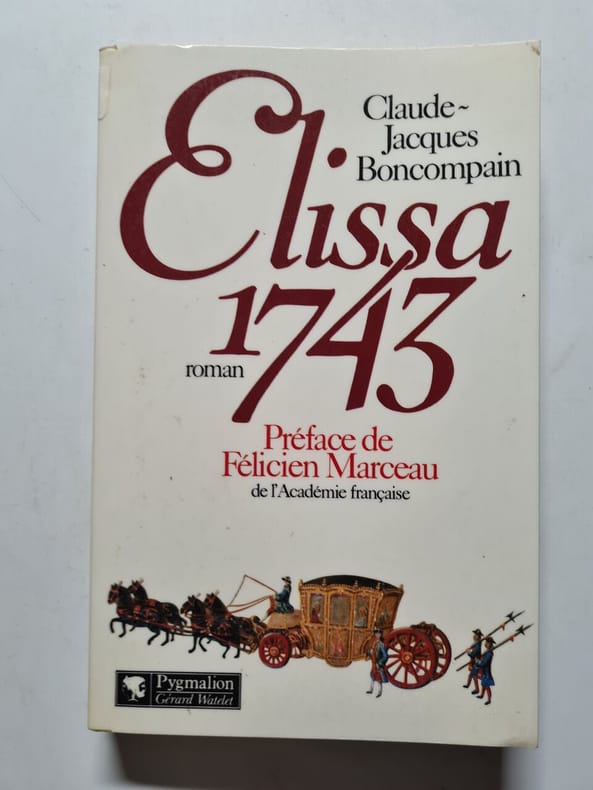 Claude~
Jacques
Boncompain
Elissa
1743
roman
Préface de
Félicien Marceau
de l'Académie française
Pygmalion
Gérard Watelet